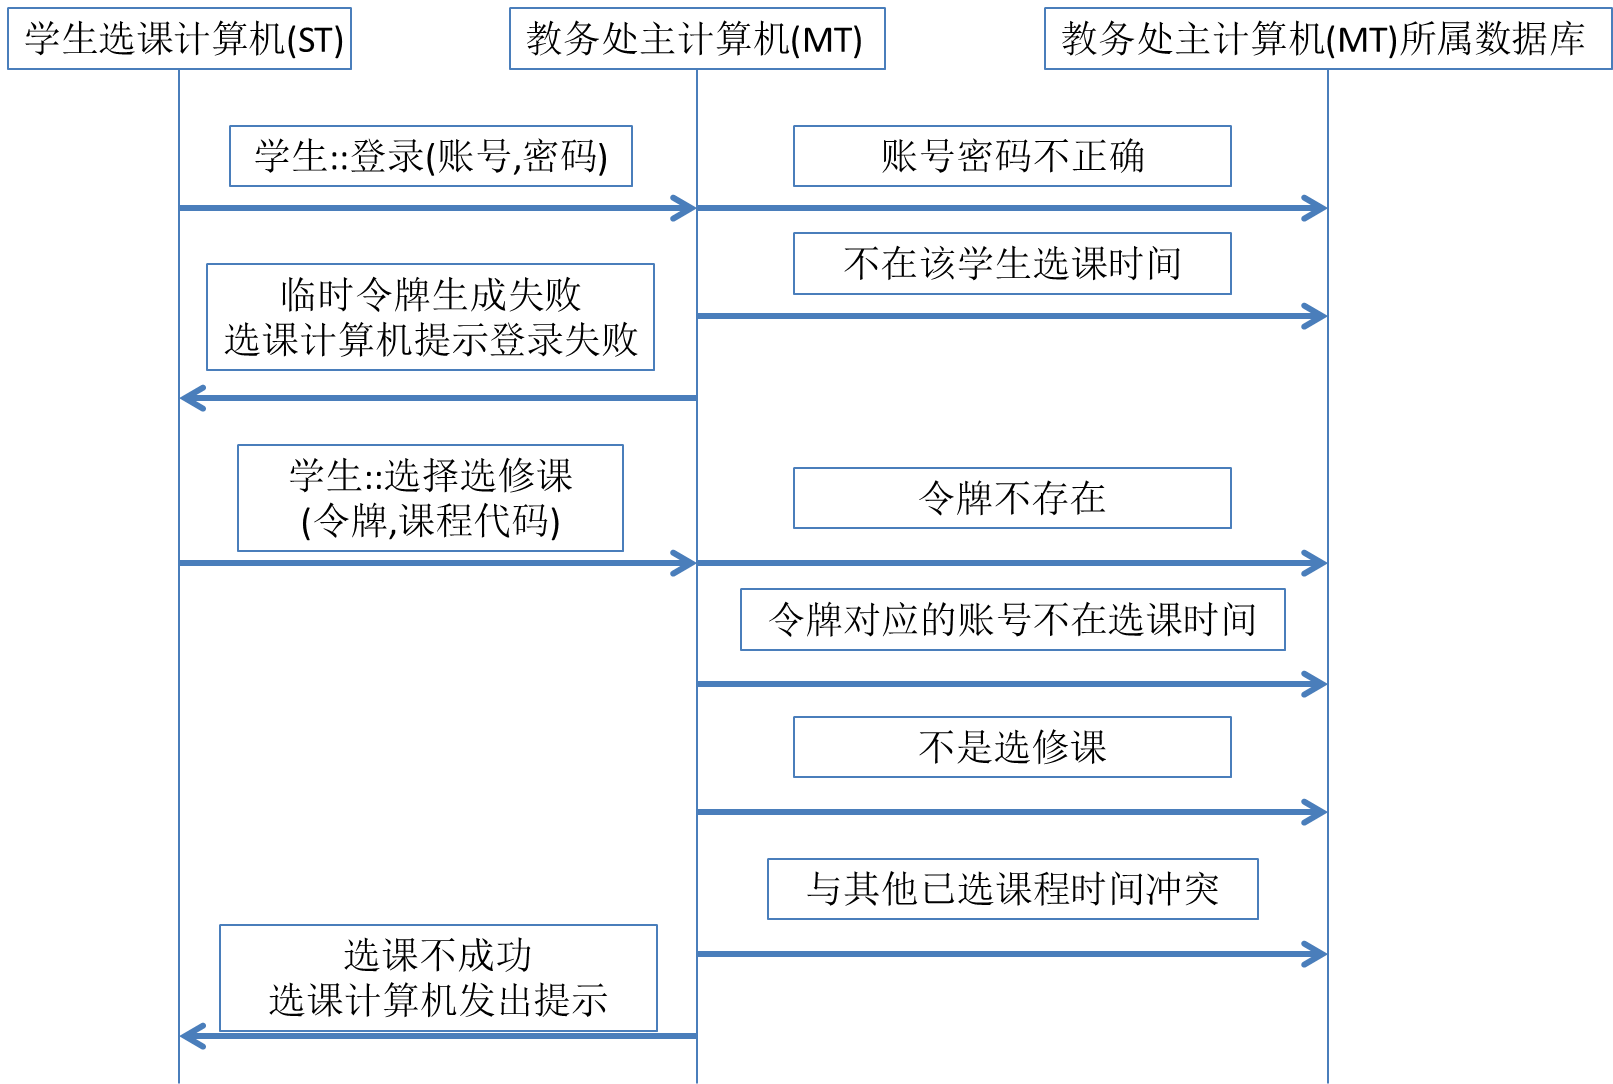 学生选课计算机(ST)
教务处主计算机(MT)
教务处主计算机(MT)所属数据库
学生::登录(账号,密码)
账号密码不正确
不在该学生选课时间
临时令牌生成失败
选课计算机提示登录失败
学生::选择选修课
(令牌,课程代码)
令牌不存在
令牌对应的账号不在选课时间
不是选修课
与其他已选课程时间冲突
选课不成功
选课计算机发出提示